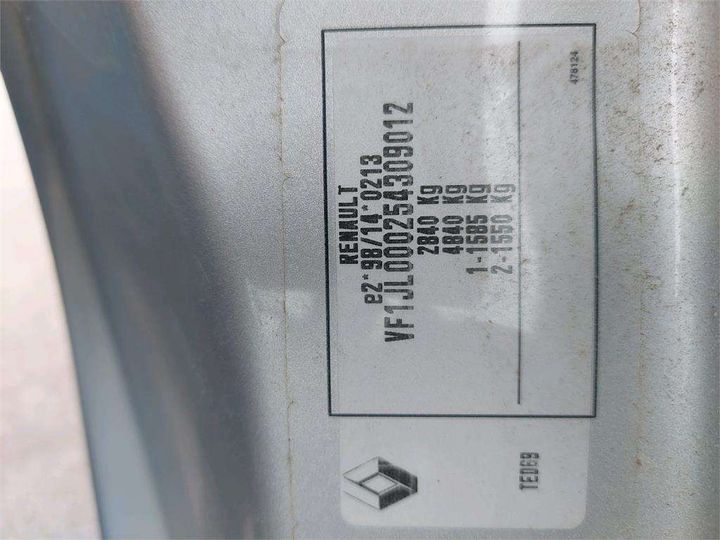 RENAULT
e2*98/14*0213
VF1JL000254309012
2840 Kg
4840 Kg
1-1585 Kg
2-1550 Kg
478124
TED69